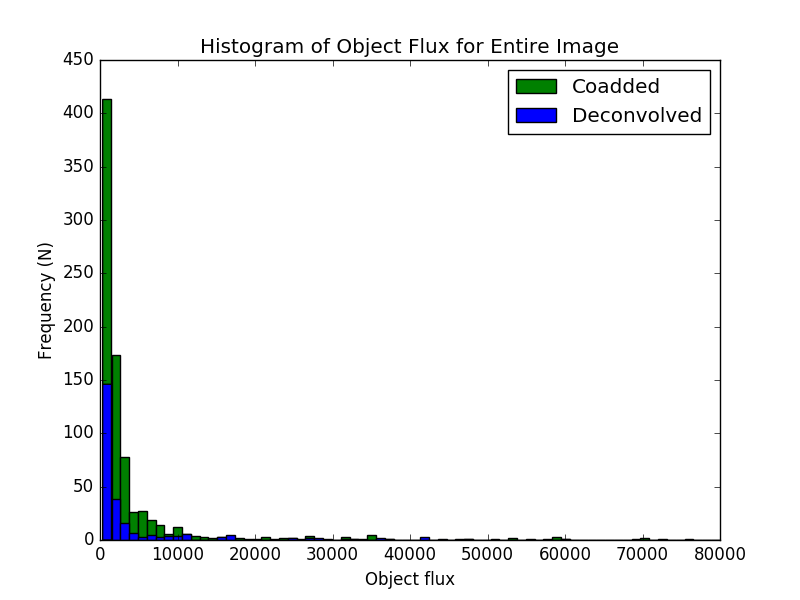 Histogram of Object Flux for Entire Image
Coadded
Deconvolved
Frequency (N)
450
400
350
300
250
200
150
100
50
0
0 10000 20000 30000 40000 50000 60000 70000 80000
Object flux